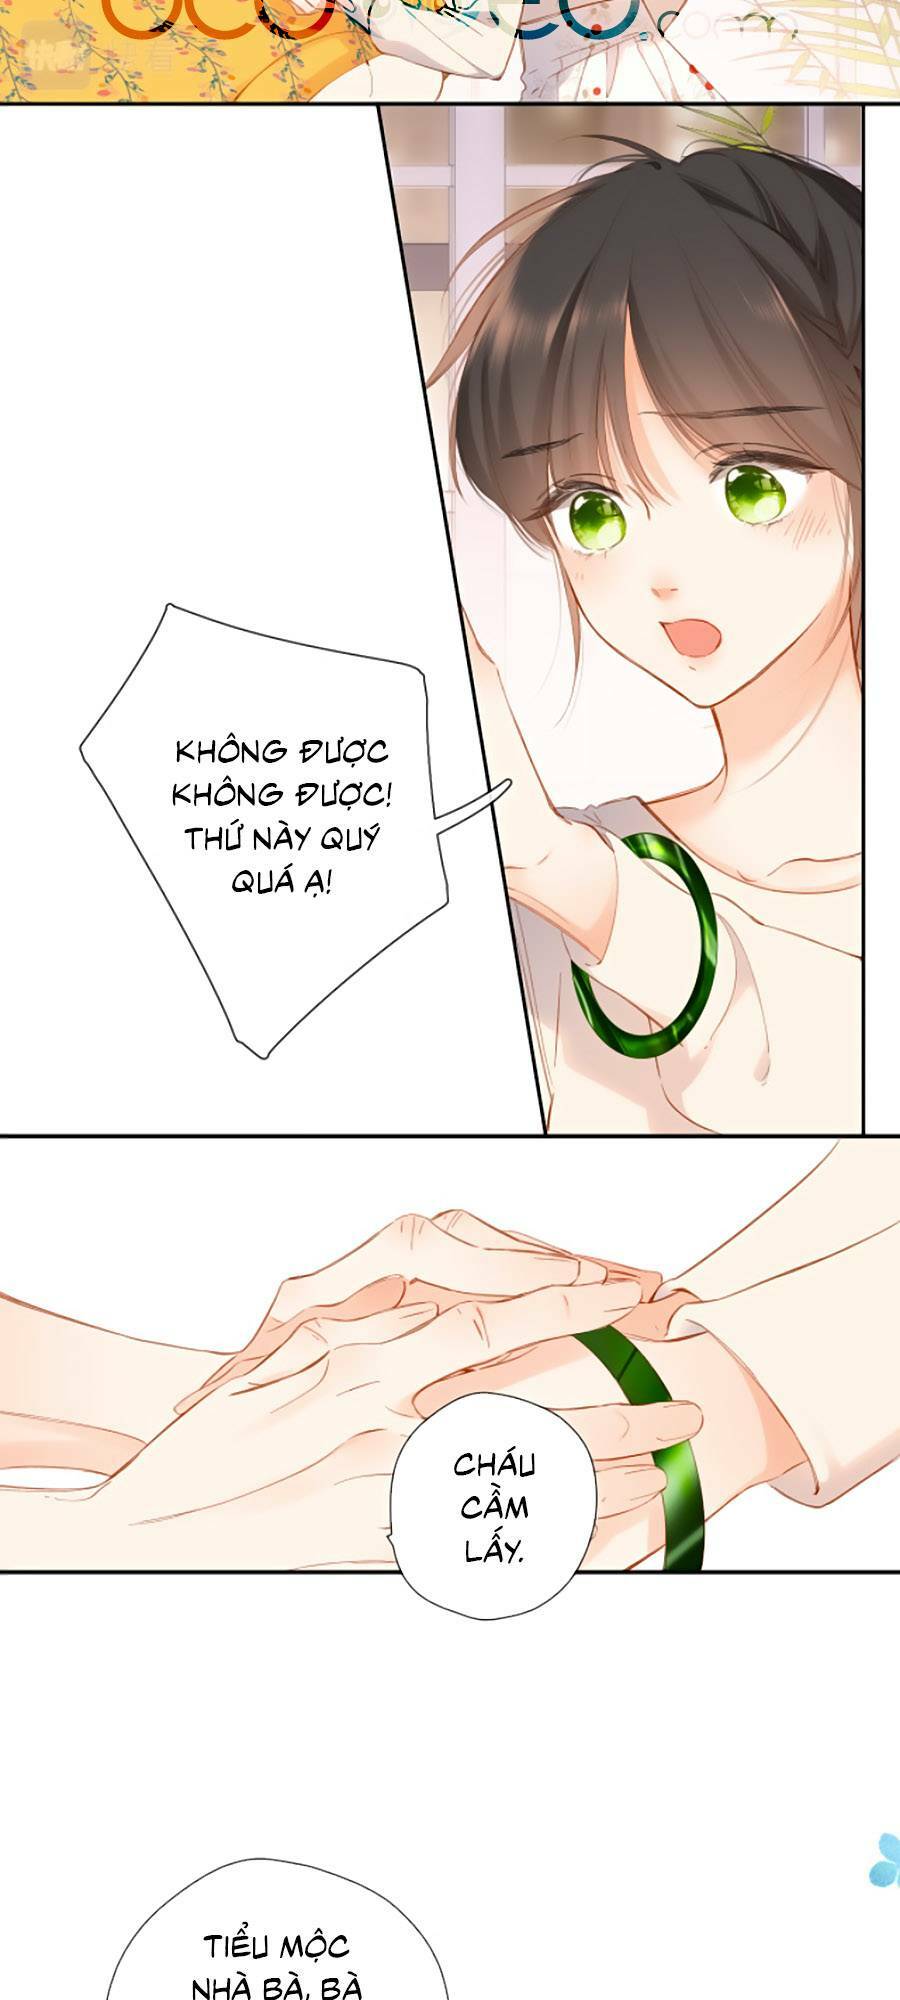 KHÔNG ĐƯỢC
KHÔNG ĐƯỢC!
THỨ NÀY QUÝ
QUÁ Ạ!
CHÁU
CẦM
LẤY.
TIỂU MỘC
NHÀ BÀ, BÀ